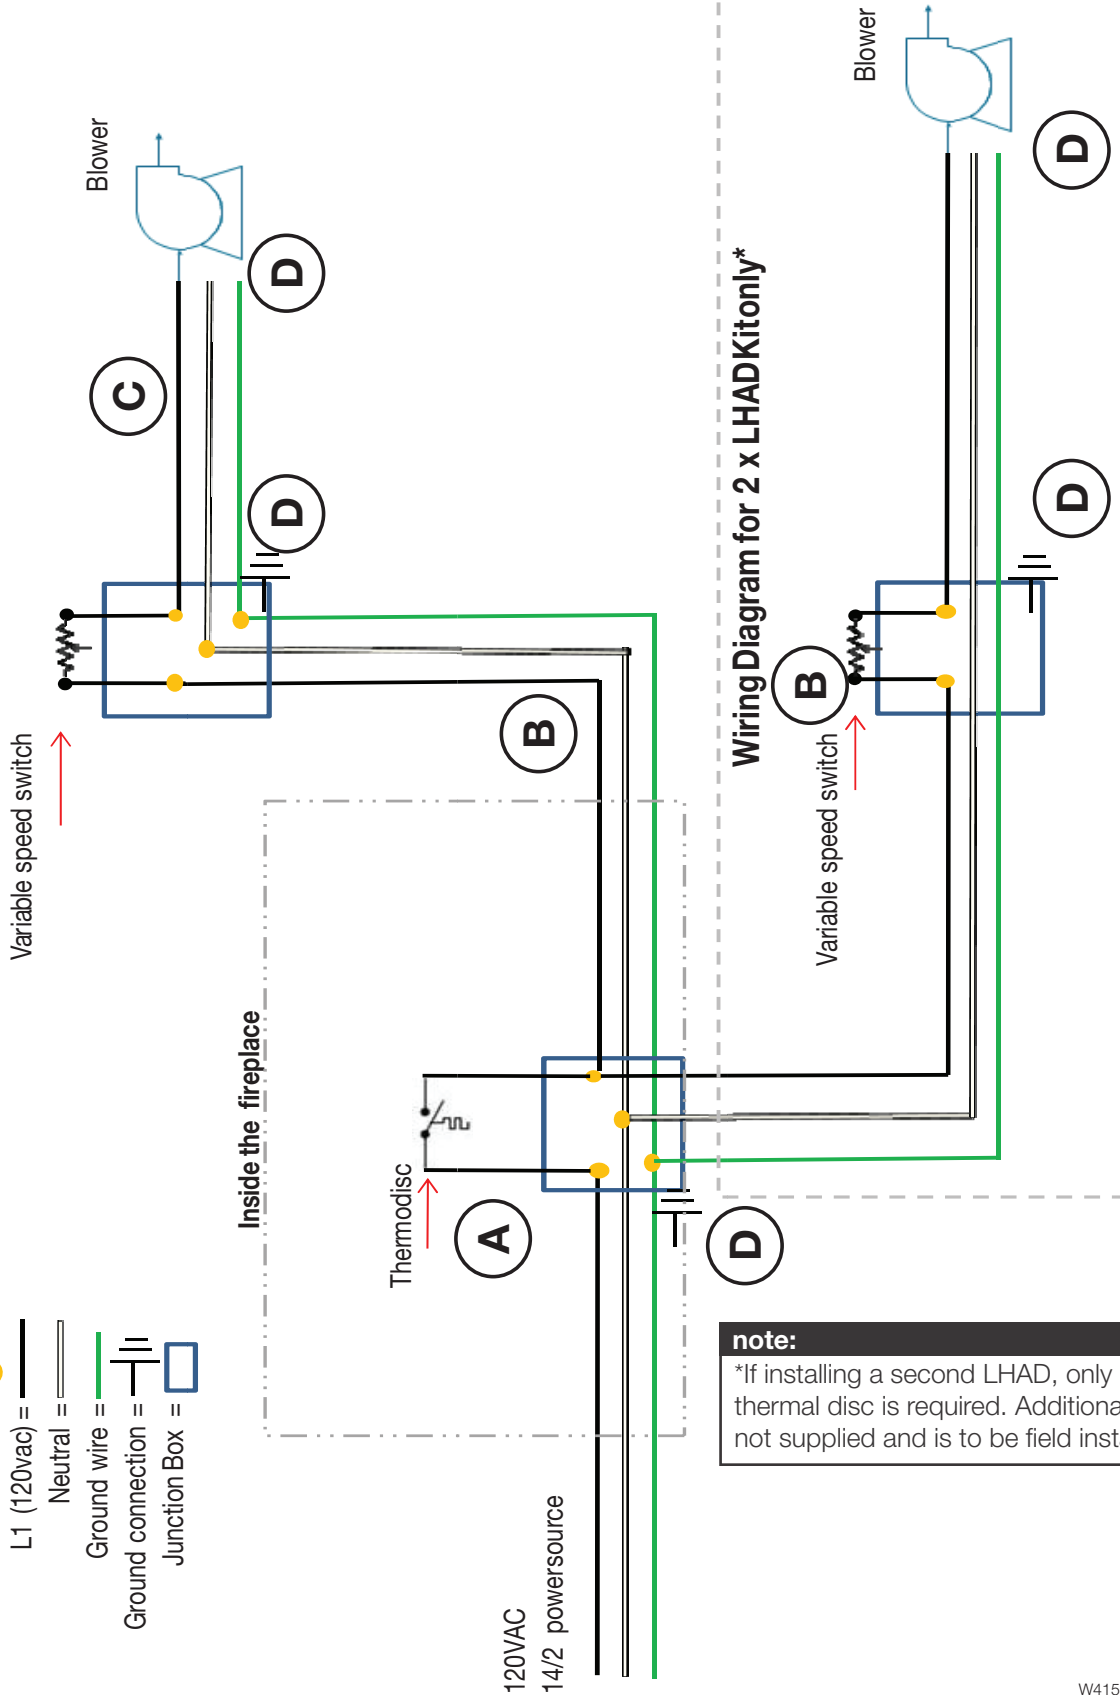 L1 (120vac) =
Neutral =
Ground wire =
Ground connection =
Junction Box =
120VAC
14/2 powersource
Inside the fireplace
Thermodisc
A
D
B
Variable speed switch
C
D
D
Blower
Wiring Diagram for 2 x LHADKitonly*
Variable speed switch
B
D
D
Blower
note:
*If installing a second LHAD, only
thermal disc is required.
not supplied and is to be field
W415